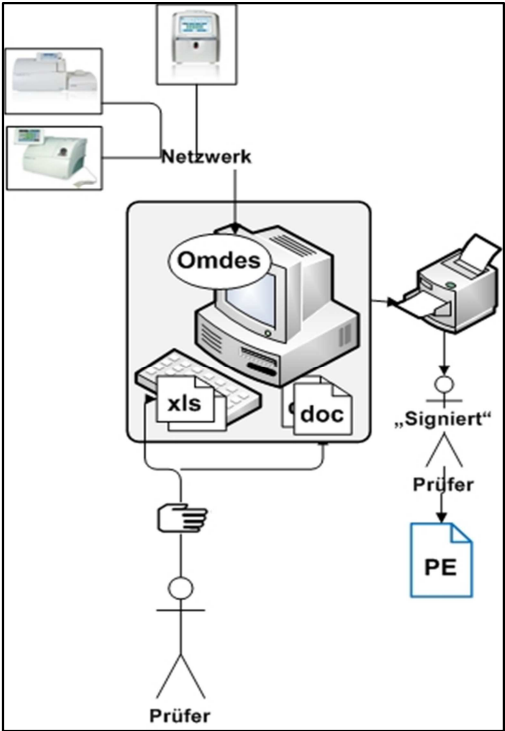 Netzwerk
Omdes
xls
doc
„Signiert“
Prüfer
PE
Prüfer